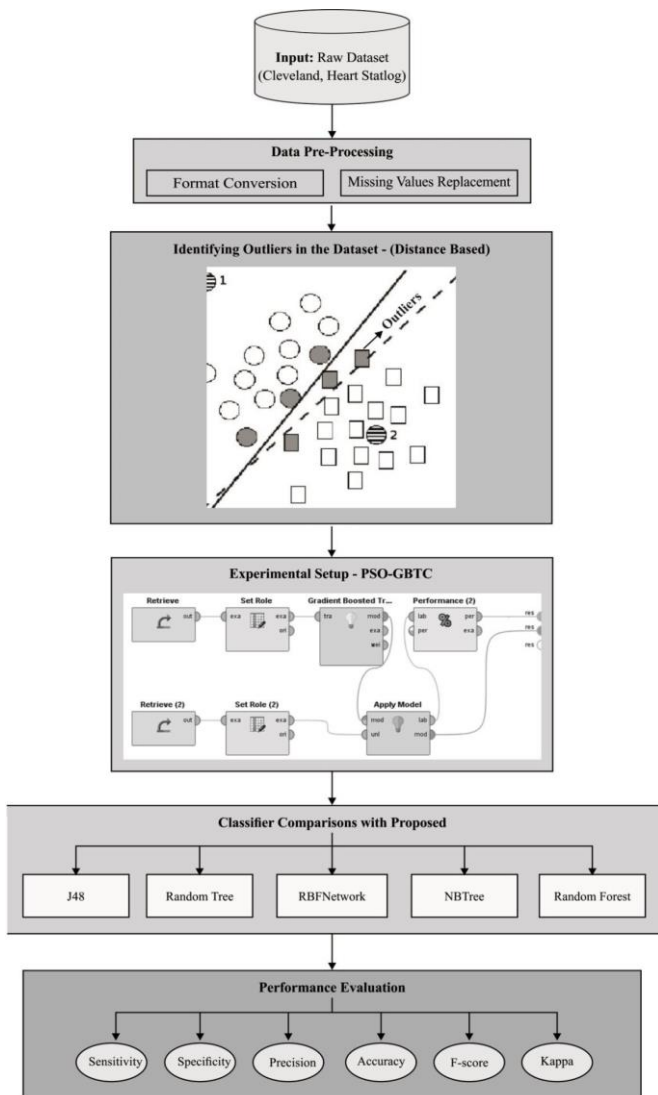 Input: Raw Dataset
(Cleveland, Heart Statlog)
Data Pre-Processing
Format Conversion
Missing Values Replacement
Identifying Outliers in the Dataset - (Distance Based)
1
Outliers
2
Experimental Setup - PSO-GBTC
Retrieve
Set Role
Gradient Boosted Tr...
Performance (2)
out
exa
exa
ori
tra
mod
exa
wei
lab
per
per
exa
res
res
res
Retrieve (2)
Set Role (2)
Apply Model
out
exa
exa
ori
mod
unl
lab
mod
Classifier Comparisons with Proposed
J48
Random Tree
RBFNetwork
NBTree
Random Forest
Performance Evaluation
Sensitivity
Specificity
Precision
Accuracy
F-score
Kappa